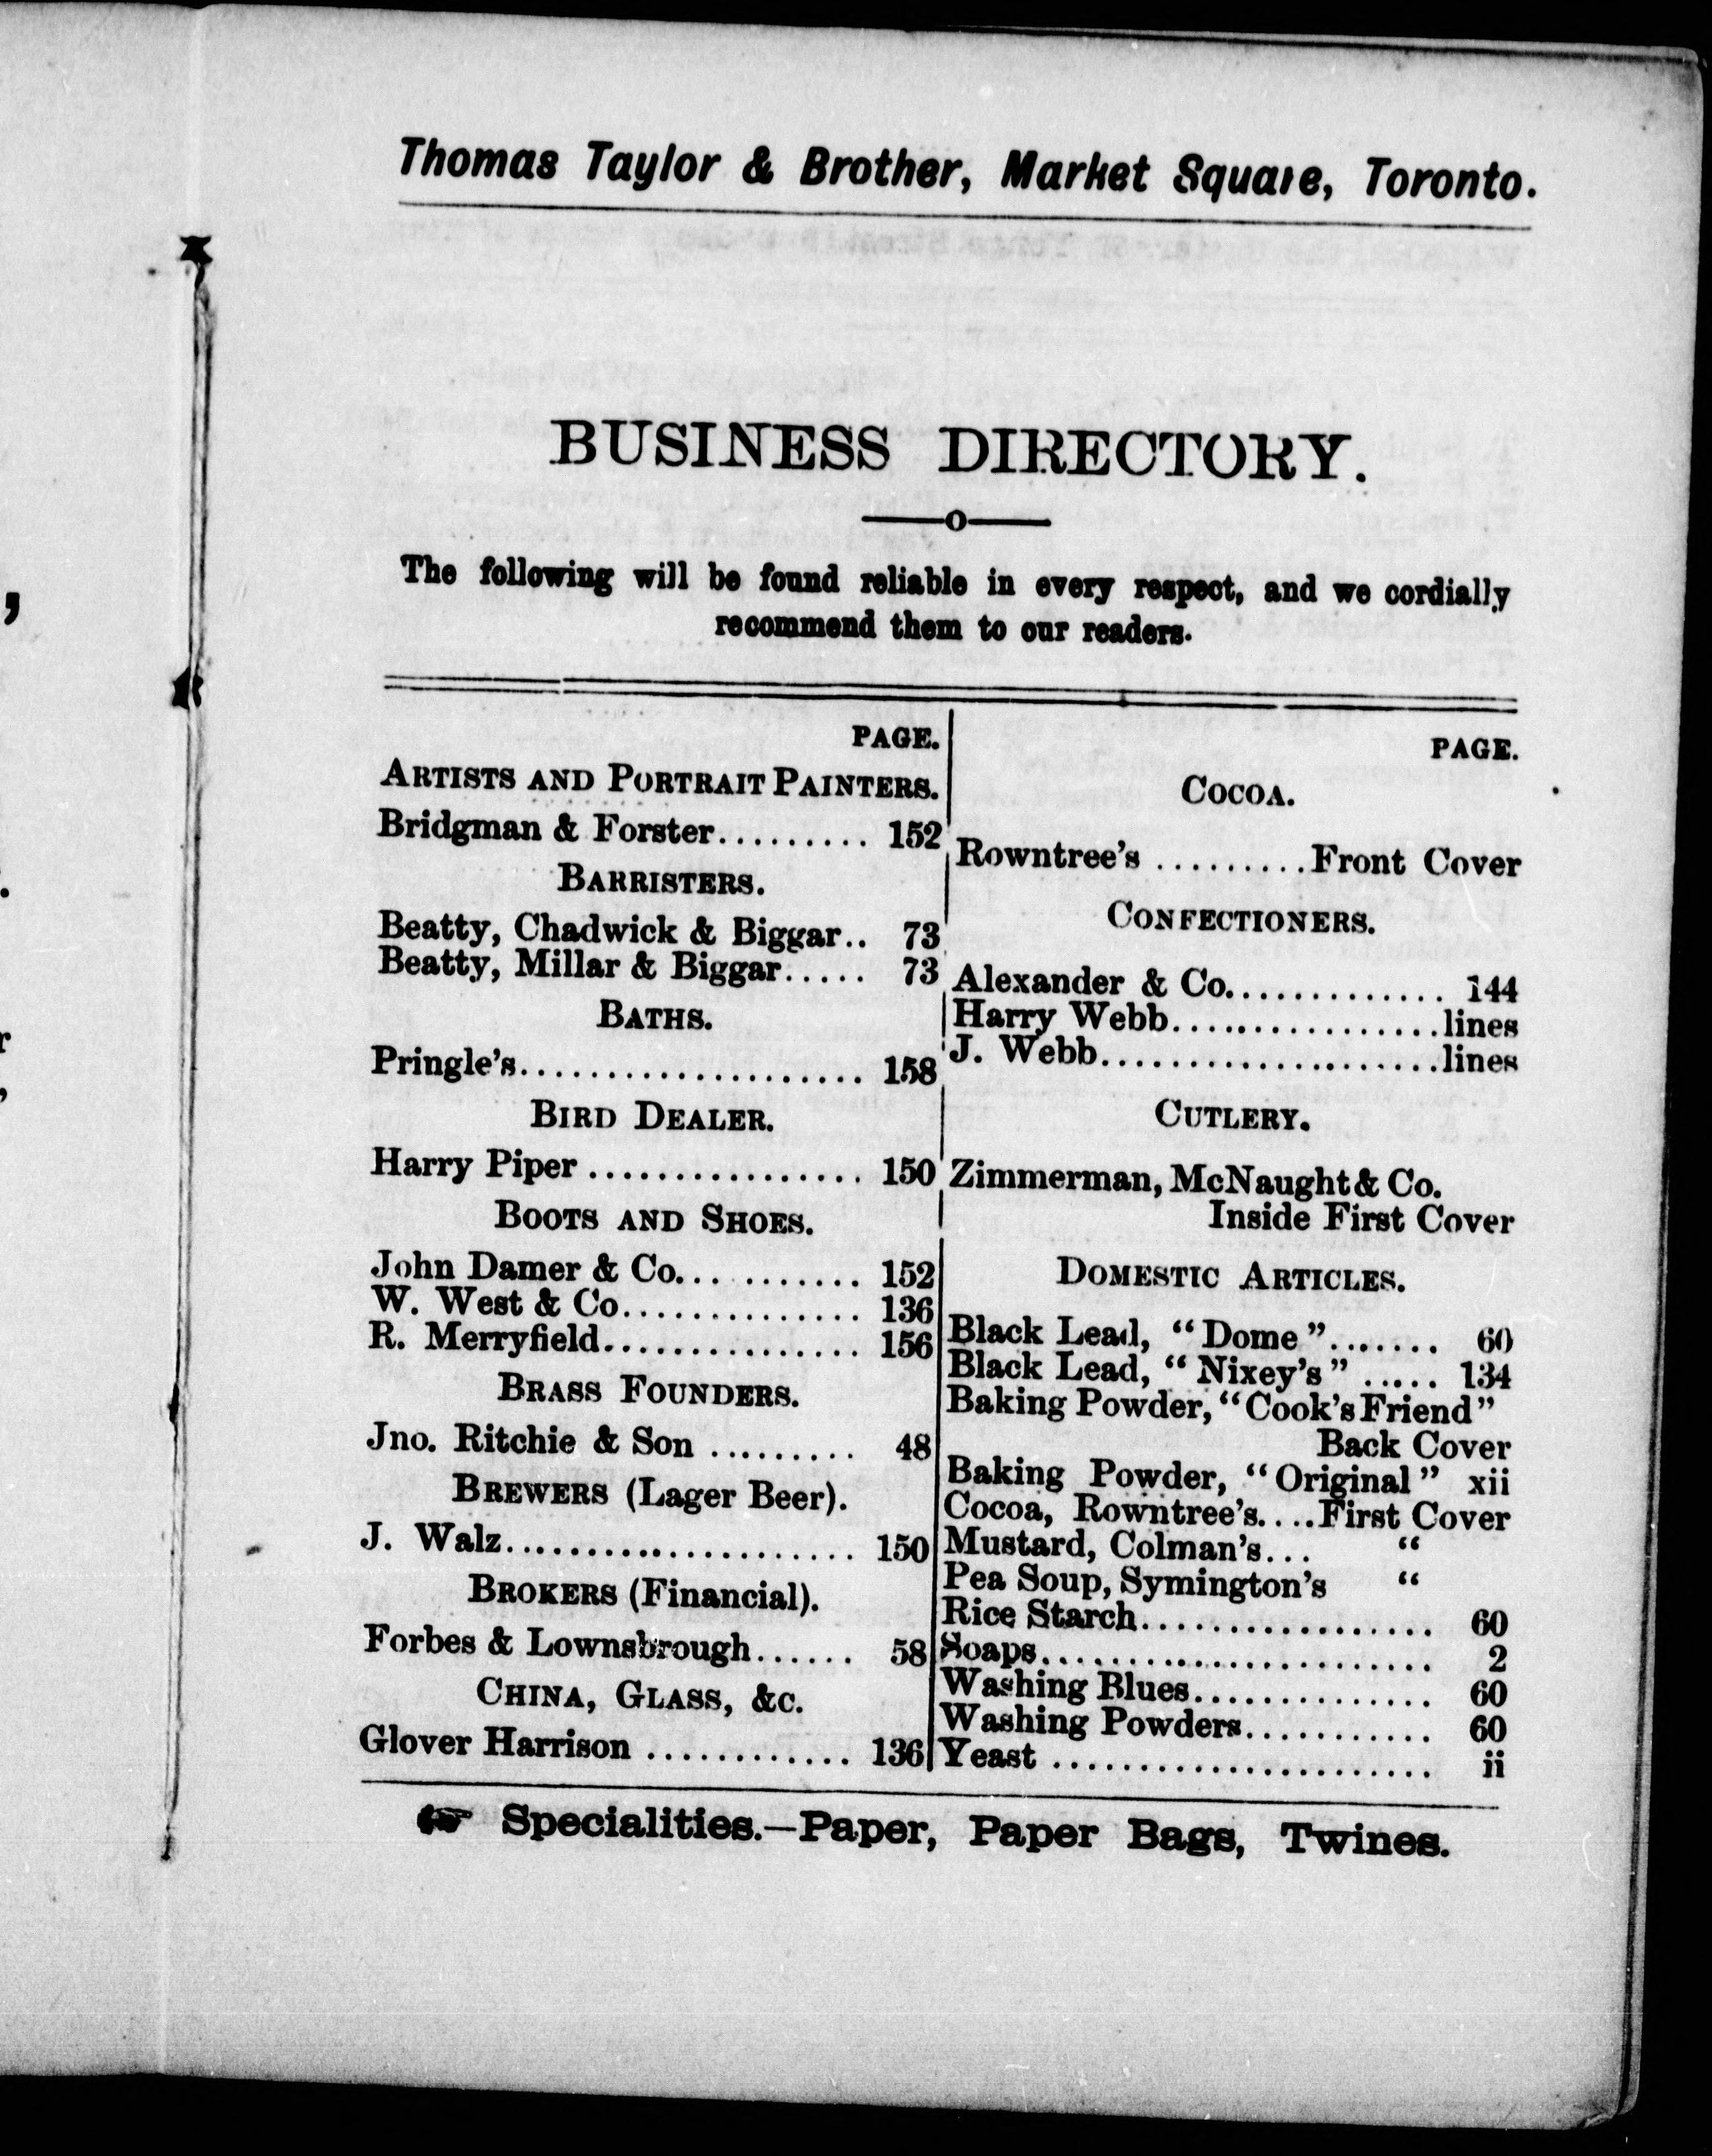 Thomas Taylor & Brother, Market Square, Toronto.
BUSINESS DIRECTORY.
The following will be found reliable in every respect, and we cordially
recommend them to our readers.
PAGE.
ARTISTS AND PORTRAIT PAINTERS.
Bridgman & Forster......... 152
BARRISTERS.
Beatty, Chadwick & Biggar.. 73
Beatty, Millar & Biggar..... 73
BATHS.
Pringle's..................... 158
BIRD DEALER.
Harry Piper ................. 150
BOOTS AND SHOES.
John Damer & Co........... 152
W. West & Co............... 136
R. Merryfield................ 156
BRASS FOUNDERS.
Jno. Ritchie & Son ......... 48
BREWERS (Lager Beer).
J. Walz...................... 150
BROKERS (Financial).
Forbes & Lownsbrough...... 58
CHINA, GLASS, &c.
Glover Harrison ............ 136
PAGE.
COCOA.
Rowntree's .........Front Cover
CONFECTIONERS.
Alexander & Co.............. 144
Harry Webb................lines
J. Webb....................lines
CUTLERY.
Zimmerman, McNaught & Co.
Inside First Cover
DOMESTIC ARTICLES.
Black Lead, "Dome"....... 60
Black Lead, "Nixey's" ..... 134
Baking Powder, "Cook's Friend"
Back Cover
Baking Powder, "Original" xii
Cocoa, Rowntree's....First Cover
Mustard, Colman's... "
Pea Soup, Symington's "
Rice Starch.................. 60
Soaps........................ 2
Washing Blues............... 60
Washing Powders............ 60
Yeast ....................... ii
☞ Specialities.—Paper, Paper Bags, Twines.